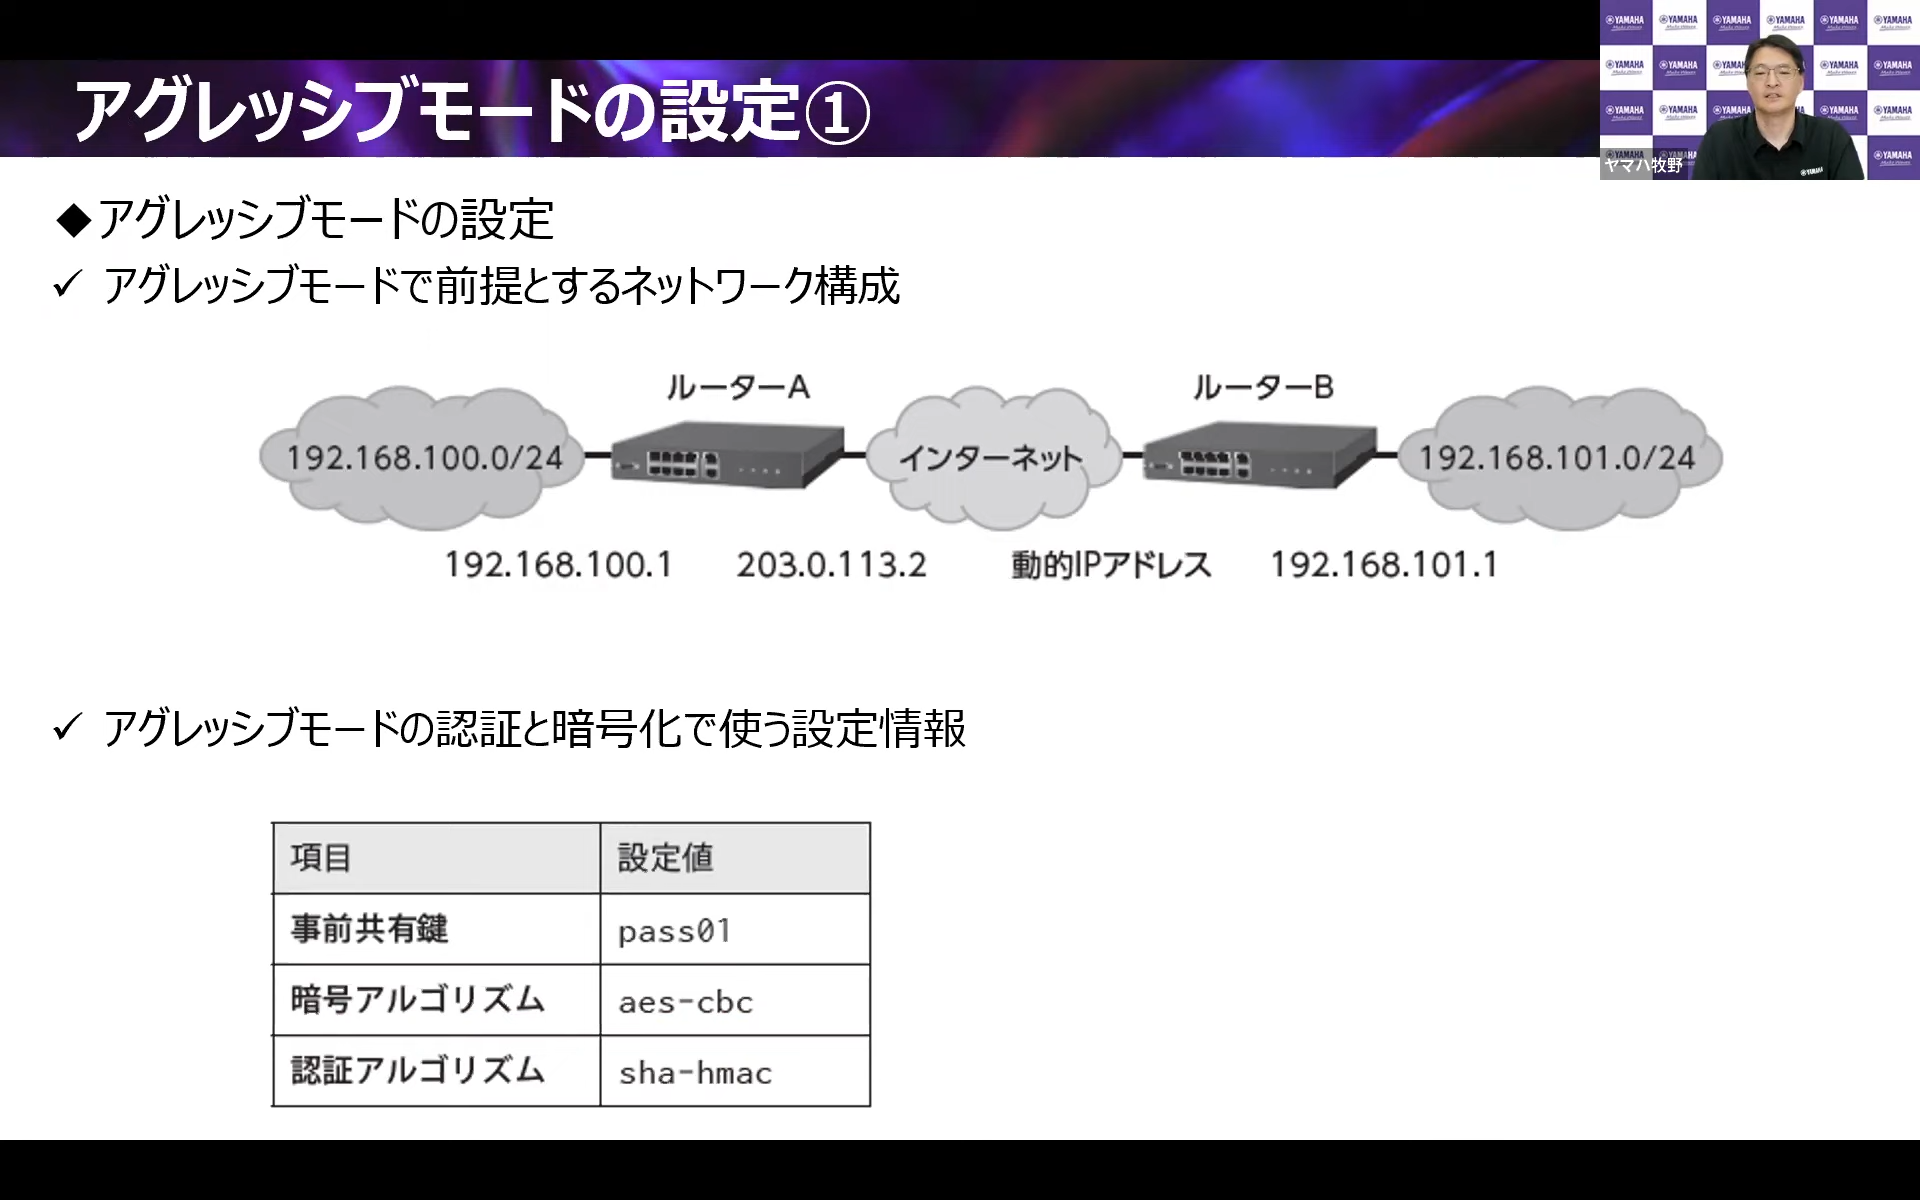 アグレッシブモードの設定①
ヤマハ牧野
◆アグレッシブモードの設定
✓ アグレッシブモードで前提とするネットワーク構成
ルーターA
ルーターB
192.168.100.0/24
インターネット
192.168.101.0/24
192.168.100.1
203.0.113.2
動的IPアドレス
192.168.101.1
✓ アグレッシブモードの認証と暗号化で使う設定情報
項目 設定値
事前共有鍵 pass01
暗号アルゴリズム aes-cbc
認証アルゴリズム sha-hmac
YAMAHA